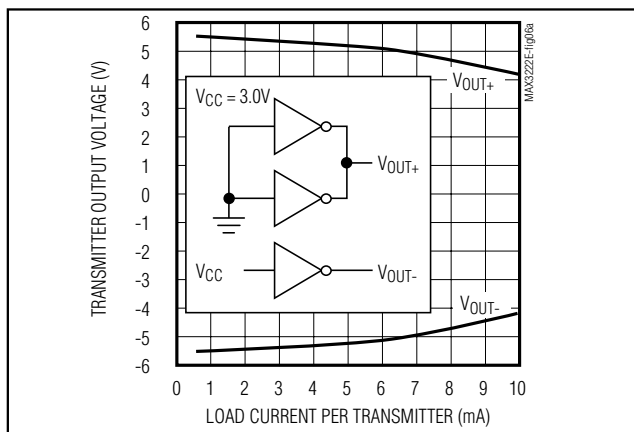 TRANSMITTER OUTPUT VOLTAGE (V)
6
5
4
3
2
1
0
-1
-2
-3
-4
-5
-6
VCC = 3.0V
VOUT+
VCC
VOUT-
VOUT+
VOUT-
MAX3222E-fig06a
0 1 2 3 4 5 6 7 8 9 10
LOAD CURRENT PER TRANSMITTER (mA)